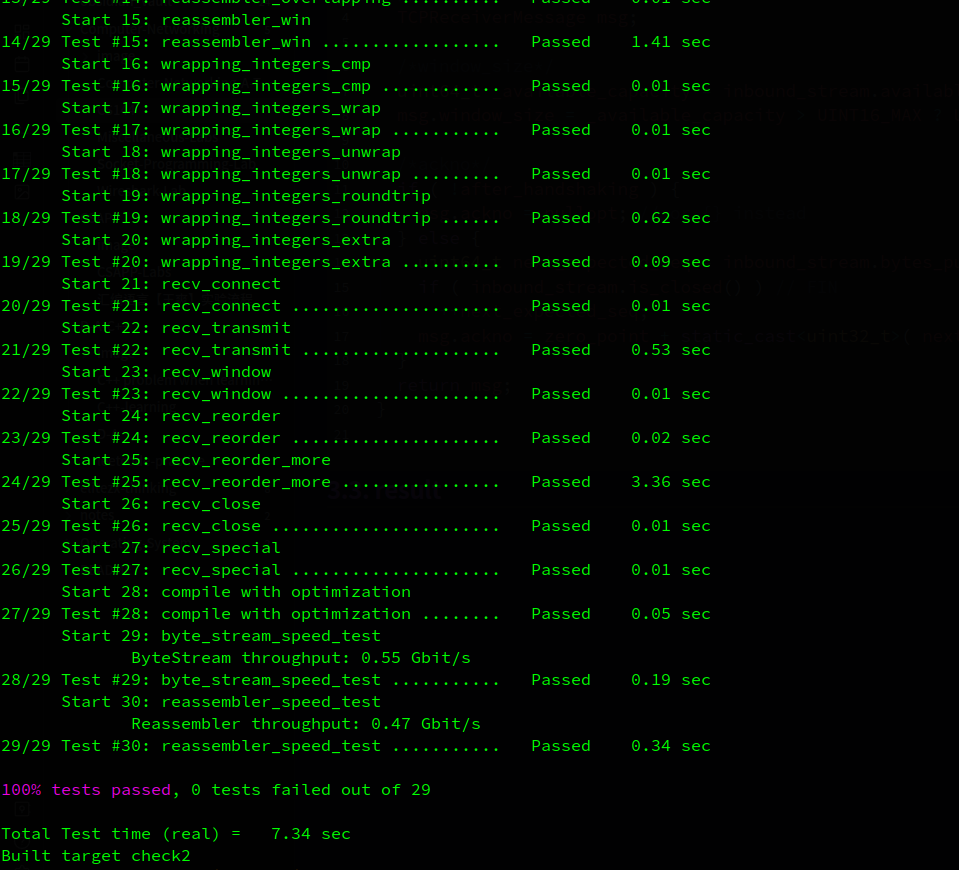 13/29 Test #14: reassembler_overlapping .......... Passed 0.01 sec
Start 15: reassembler_win
14/29 Test #15: reassembler_win .................. Passed 1.41 sec
Start 16: wrapping_integers_cmp
15/29 Test #16: wrapping_integers_cmp ............ Passed 0.01 sec
Start 17: wrapping_integers_wrap
16/29 Test #17: wrapping_integers_wrap ........... Passed 0.01 sec
Start 18: wrapping_integers_unwrap
17/29 Test #18: wrapping_integers_unwrap ......... Passed 0.01 sec
Start 19: wrapping_integers_roundtrip
18/29 Test #19: wrapping_integers_roundtrip ...... Passed 0.62 sec
Start 20: wrapping_integers_extra
19/29 Test #20: wrapping_integers_extra .......... Passed 0.09 sec
Start 21: recv_connect
20/29 Test #21: recv_connect ..................... Passed 0.01 sec
Start 22: recv_transmit
21/29 Test #22: recv_transmit .................... Passed 0.53 sec
Start 23: recv_window
22/29 Test #23: recv_window ...................... Passed 0.01 sec
Start 24: recv_reorder
23/29 Test #24: recv_reorder ..................... Passed 0.02 sec
Start 25: recv_reorder_more
24/29 Test #25: recv_reorder_more ................ Passed 3.36 sec
Start 26: recv_close
25/29 Test #26: recv_close ....................... Passed 0.01 sec
Start 27: recv_special
26/29 Test #27: recv_special ..................... Passed 0.01 sec
Start 28: compile with optimization
27/29 Test #28: compile with optimization ........ Passed 0.05 sec
Start 29: byte_stream_speed_test
ByteStream throughput: 0.55 Gbit/s
28/29 Test #29: byte_stream_speed_test ........... Passed 0.19 sec
Start 30: reassembler_speed_test
Reassembler throughput: 0.47 Gbit/s
29/29 Test #30: reassembler_speed_test ........... Passed 0.34 sec
100% tests passed, 0 tests failed out of 29
Total Test time (real) = 7.34 sec
Built target check2